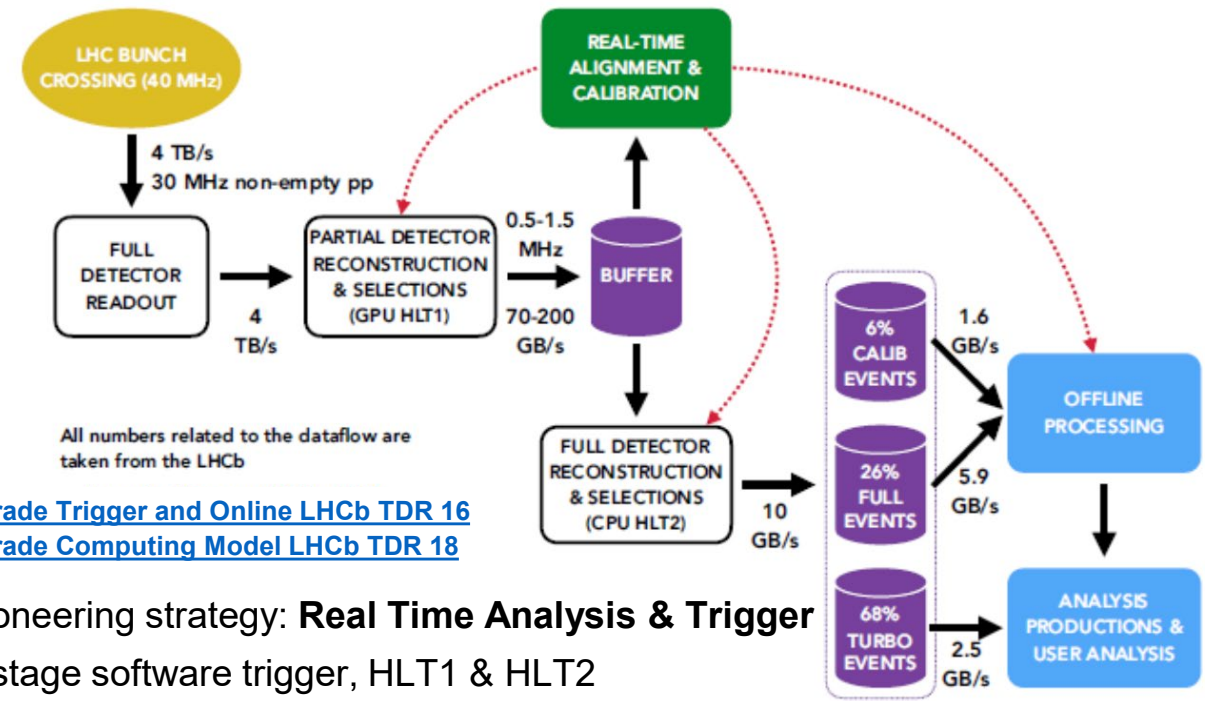 LHC BUNCH
CROSSING (40 MHz)
REAL-TIME
ALIGNMENT &
CALIBRATION
4 TB/s
30 MHz non-empty pp
FULL
DETECTOR
READOUT
4
TB/s
PARTIAL DETECTOR
RECONSTRUCTION
& SELECTIONS
(GPU HLT1)
0.5-1.5
MHz
70-200
GB/s
BUFFER
6%
CALIB
EVENTS
1.6
GB/s
OFFLINE
PROCESSING
All numbers related to the dataflow are
taken from the LHCb
FULL DETECTOR
RECONSTRUCTION
& SELECTIONS
(CPU HLT2)
10
GB/s
26%
FULL
EVENTS
5.9
GB/s
rade Trigger and Online LHCb TDR 16
rade Computing Model LHCb TDR 18
68%
TURBO
EVENTS
2.5
GB/s
ANALYSIS
PRODUCTIONS &
USER ANALYSIS
oneering strategy: Real Time Analysis & Trigger
stage software trigger, HLT1 & HLT2